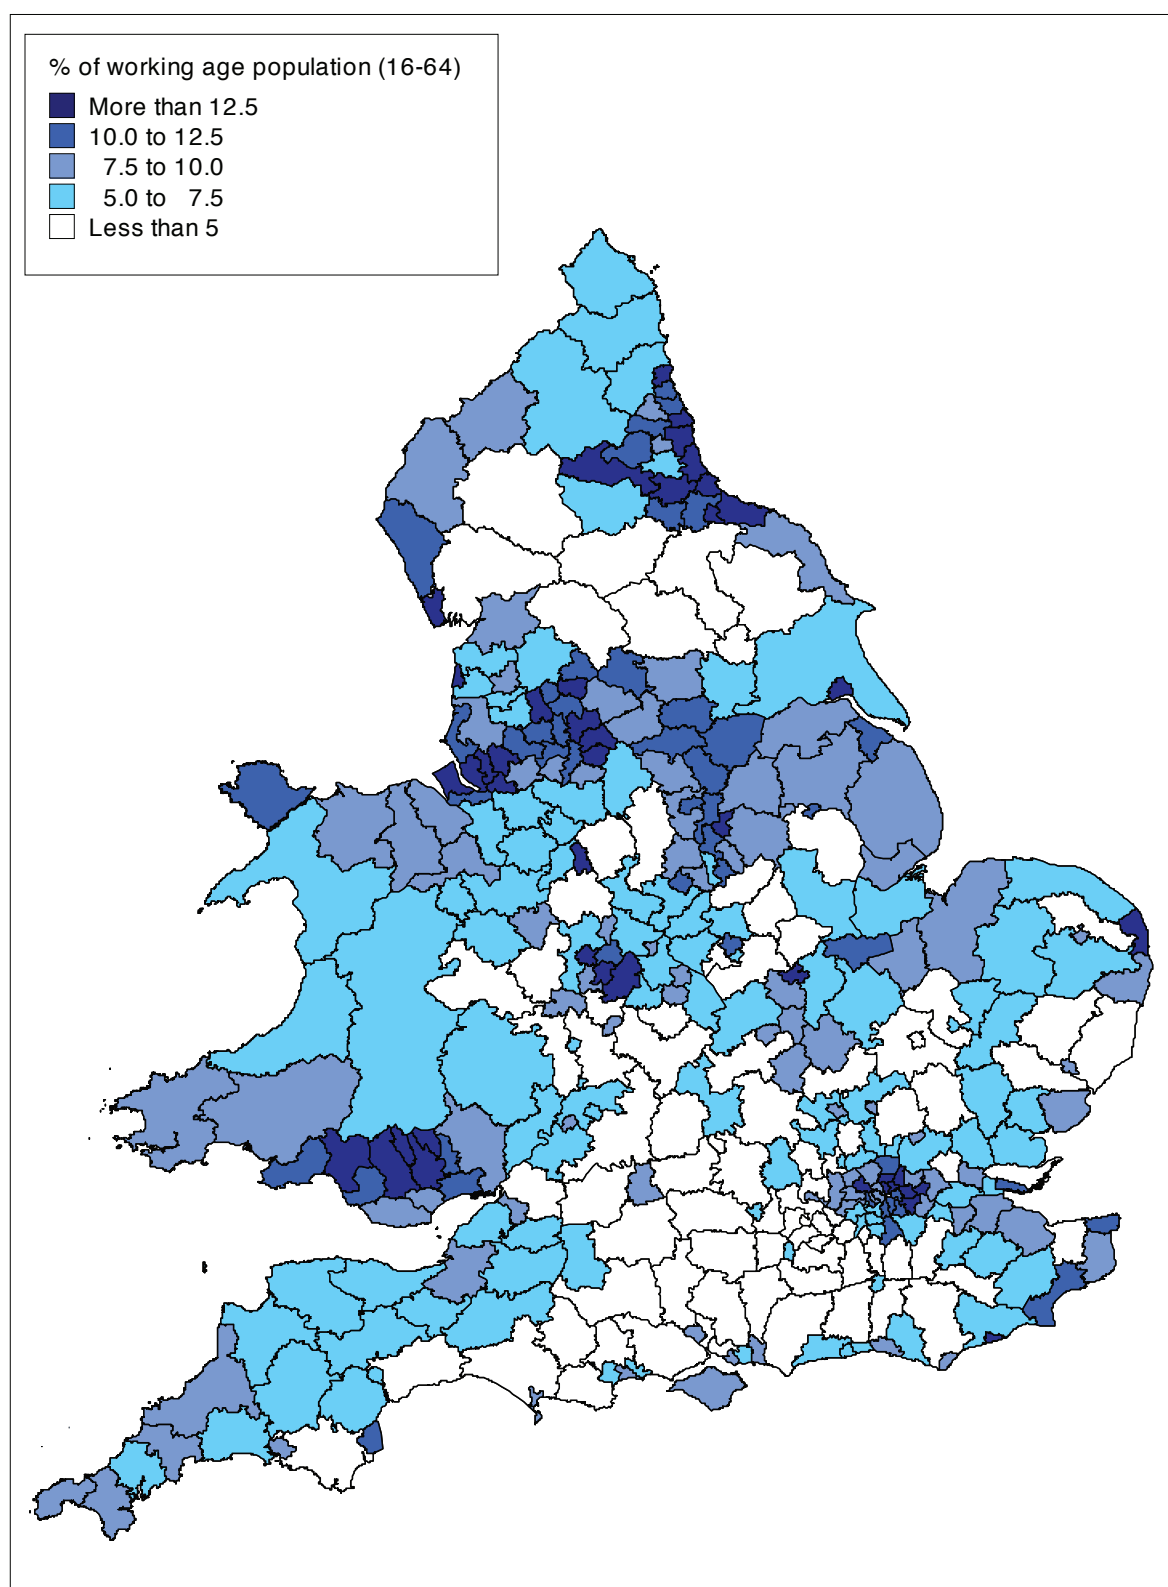 % of working age population (16-64)
More than 12.5
10.0 to 12.5
7.5 to 10.0
5.0 to 7.5
Less than 5